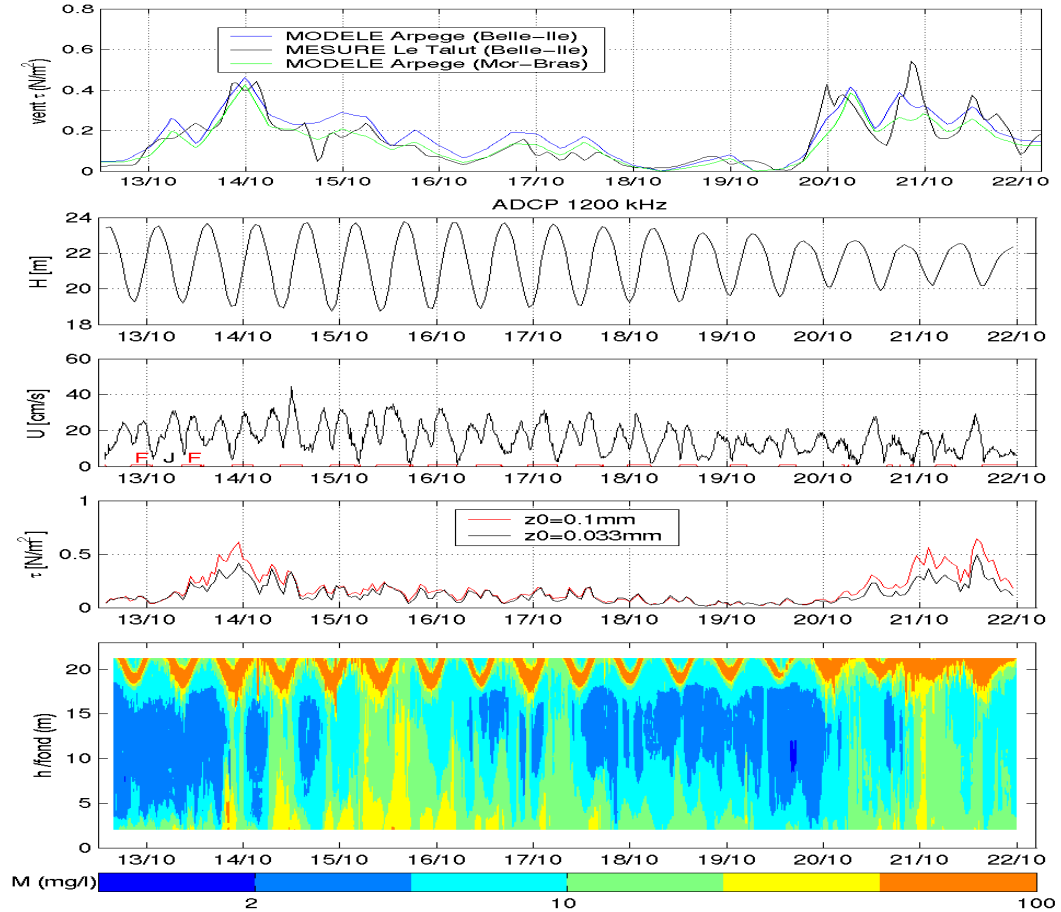 0.8
0.6
0.4
0.2
0
vent τ (N/m²)
MODELE Arpege (Belle−Ile)
MESURE Le Talut (Belle−Ile)
MODELE Arpege (Mor−Bras)
13/10 14/10 15/10 16/10 17/10 18/10 19/10 20/10 21/10 22/10
ADCP 1200 kHz
24
22
20
18
H [m]
13/10 14/10 15/10 16/10 17/10 18/10 19/10 20/10 21/10 22/10
60
40
20
0
U [cm/s]
F J F
13/10 14/10 15/10 16/10 17/10 18/10 19/10 20/10 21/10 22/10
1
0.5
0
τ [N/m²]
z0=0.1mm
z0=0.033mm
13/10 14/10 15/10 16/10 17/10 18/10 19/10 20/10 21/10 22/10
20
15
10
5
0
h /fond (m)
13/10 14/10 15/10 16/10 17/10 18/10 19/10 20/10 21/10 22/10
M (mg/l)
2 10 100